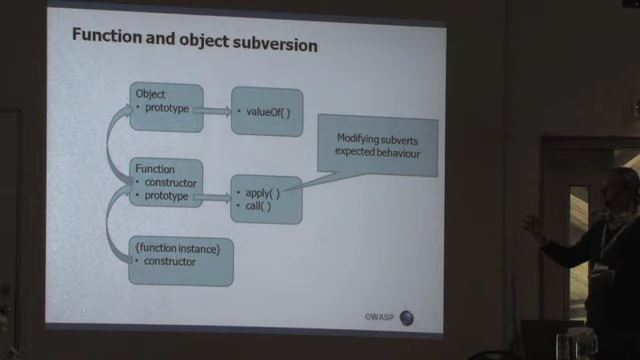 Function and object subversion
Object
• prototype
• valueOf( )
Modifying subverts
expected behaviour
Function
• constructor
• prototype
• apply( )
• call( )
{function instance}
• constructor
OWASP